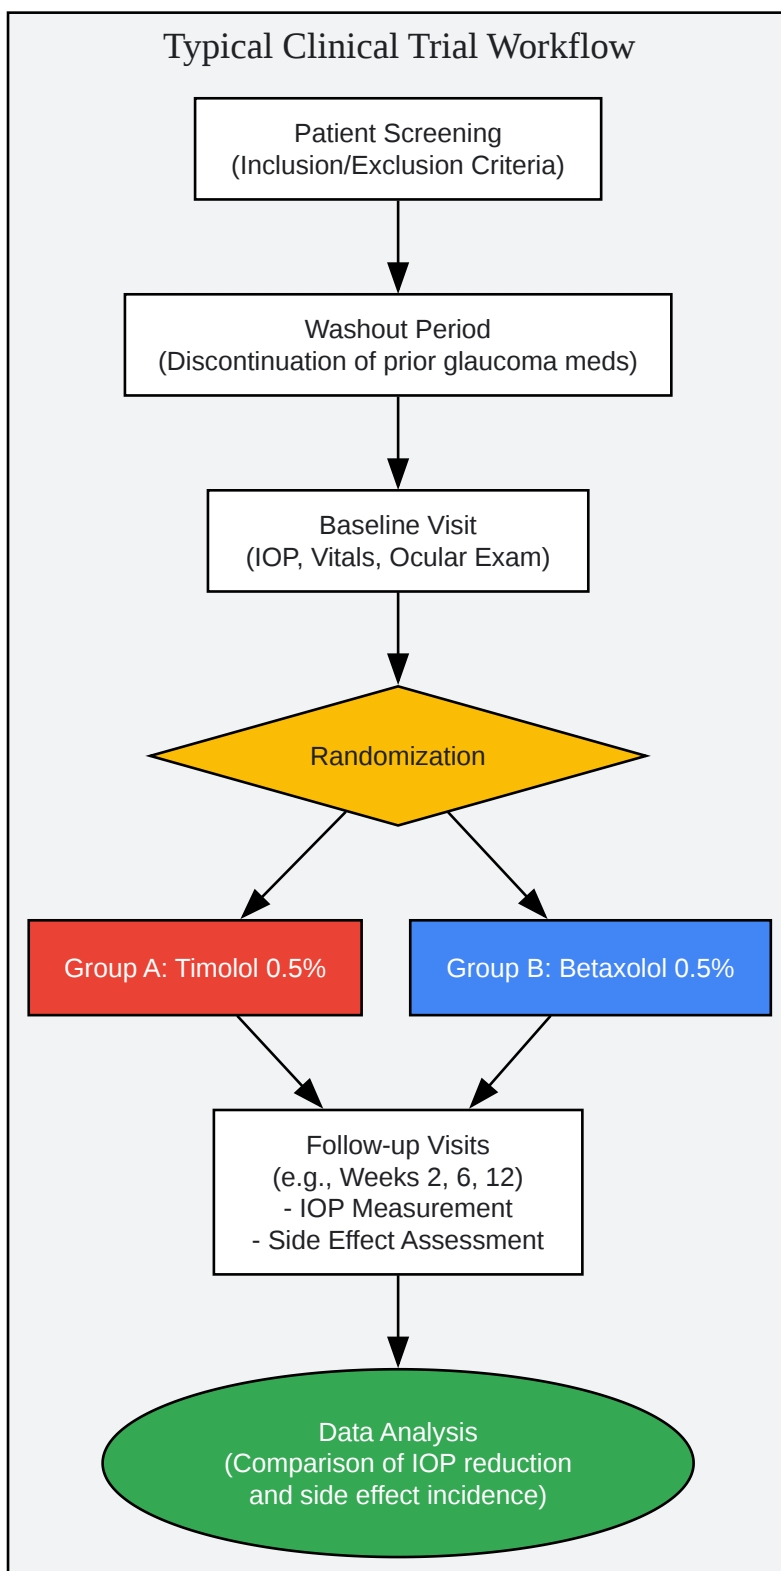 Typical Clinical Trial Workflow
Patient Screening
(Inclusion/Exclusion Criteria)
Washout Period
(Discontinuation of prior glaucoma meds)
Baseline Visit
(IOP, Vitals, Ocular Exam)
Randomization
Group A: Timolol 0.5%
Group B: Betaxolol 0.5%
Follow-up Visits
(e.g., Weeks 2, 6, 12)
- IOP Measurement
- Side Effect Assessment
Data Analysis
(Comparison of IOP reduction
and side effect incidence)